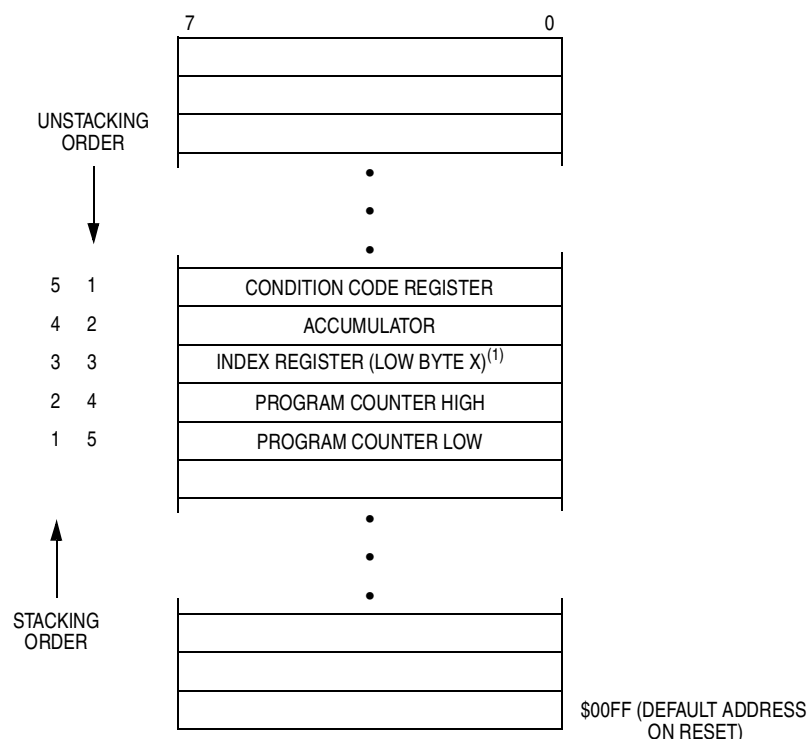 7 0
UNSTACKING
ORDER
5 1 CONDITION CODE REGISTER
4 2 ACCUMULATOR
3 3 INDEX REGISTER (LOW BYTE X)(1)
2 4 PROGRAM COUNTER HIGH
1 5 PROGRAM COUNTER LOW
STACKING
ORDER
$00FF (DEFAULT ADDRESS
ON RESET)